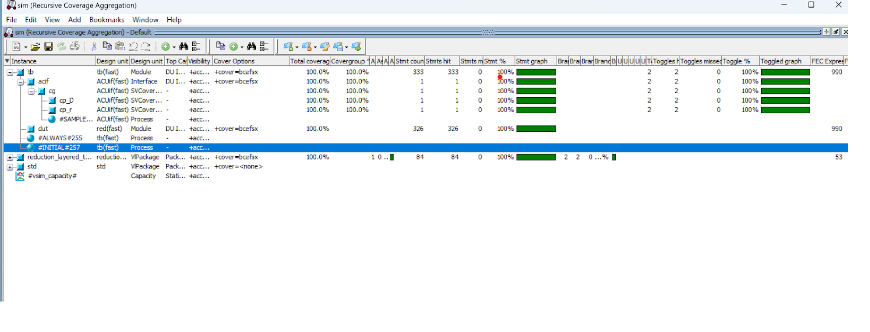 sim (Recursive Coverage Aggregation)
File Edit View Add Bookmarks Window Help
sim (Recursive Coverage Aggregation) - Default
Instance Design unit Design unit Top Ca Visibility Cover Options Total coverag Covergroup A A A A Stmt coun Stmts hit Stmts m Stmt % Stmt graph Bra Bra Bra Bran B U U U U U Ti Toggles h Toggles missec Toggle % Toggled graph FEC Expres F
tb tb(fast) Module DU I... +acc... +cover=bcefsx 100.0% 100.0% 333 333 0 100% 2 2 0 100% 990
acif ACUif(fast) Interface DU I... +acc... +cover=bcefsx 100.0% 100.0% 1 1 0 100% 2 2 0 100%
cg ACUif(fast) SVCover... - +acc... 100.0% 100.0% 1 1 0 100% 2 2 0 100%
cp_D ACUif(fast) SVCover... - +acc... 100.0% 100.0% 1 1 0 100% 2 2 0 100%
cp_r ACUif(fast) SVCover... - +acc... 100.0% 100.0% 1 1 0 100% 2 2 0 100%
#SAMPLE... ACUif(fast) Process - +acc...
dut red(fast) Module DU I... +acc... +cover=bcefsx 100.0% 326 326 0 100% 990
#ALWAYS#255 tb(fast) Process - +acc...
#INITIAL#257 tb(fast) Process - +acc...
reduction_layered_t... reductio... VlPackage Pack... +acc... +cover=bcefsx 100.0% 1 0 ... 84 84 0 100% 2 2 0 ...% 53
std std VlPackage Pack... +acc... +cover=<none>
#vsim_capacity# Capacity Stati... +acc...